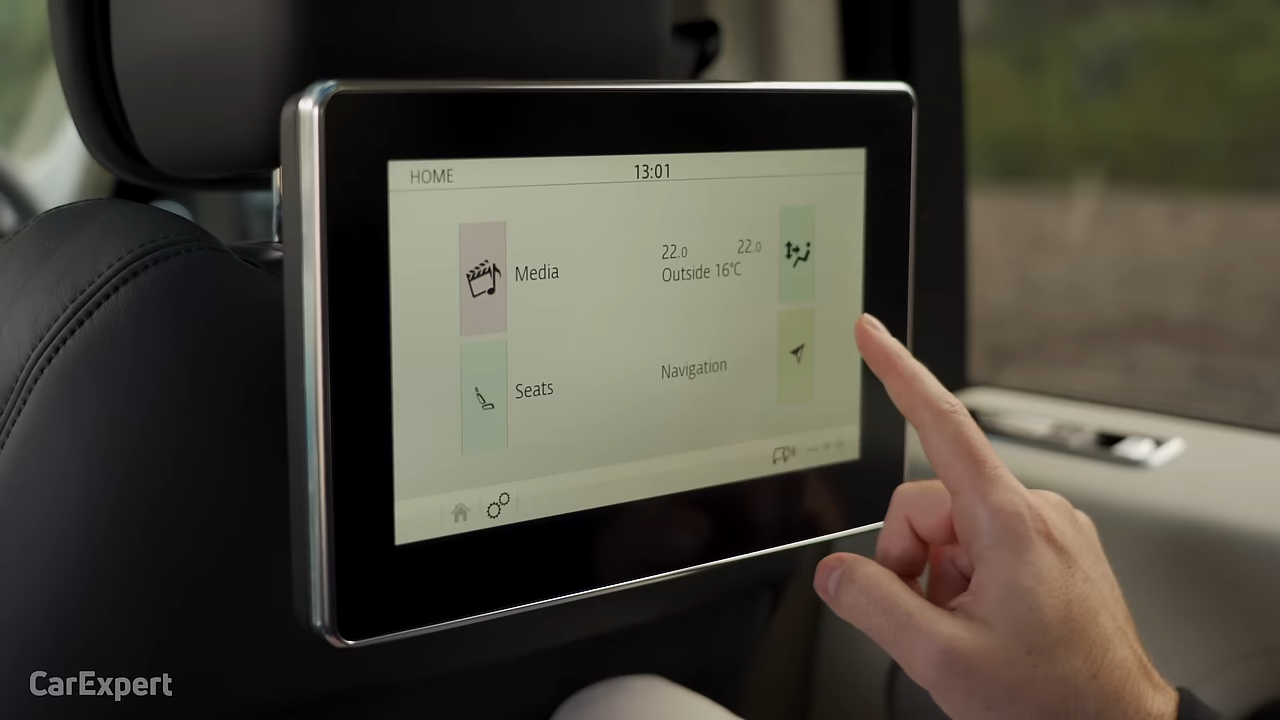 HOME
13:01
Media
22.0
22.0
Outside 16°C
Seats
Navigation
CarExpert